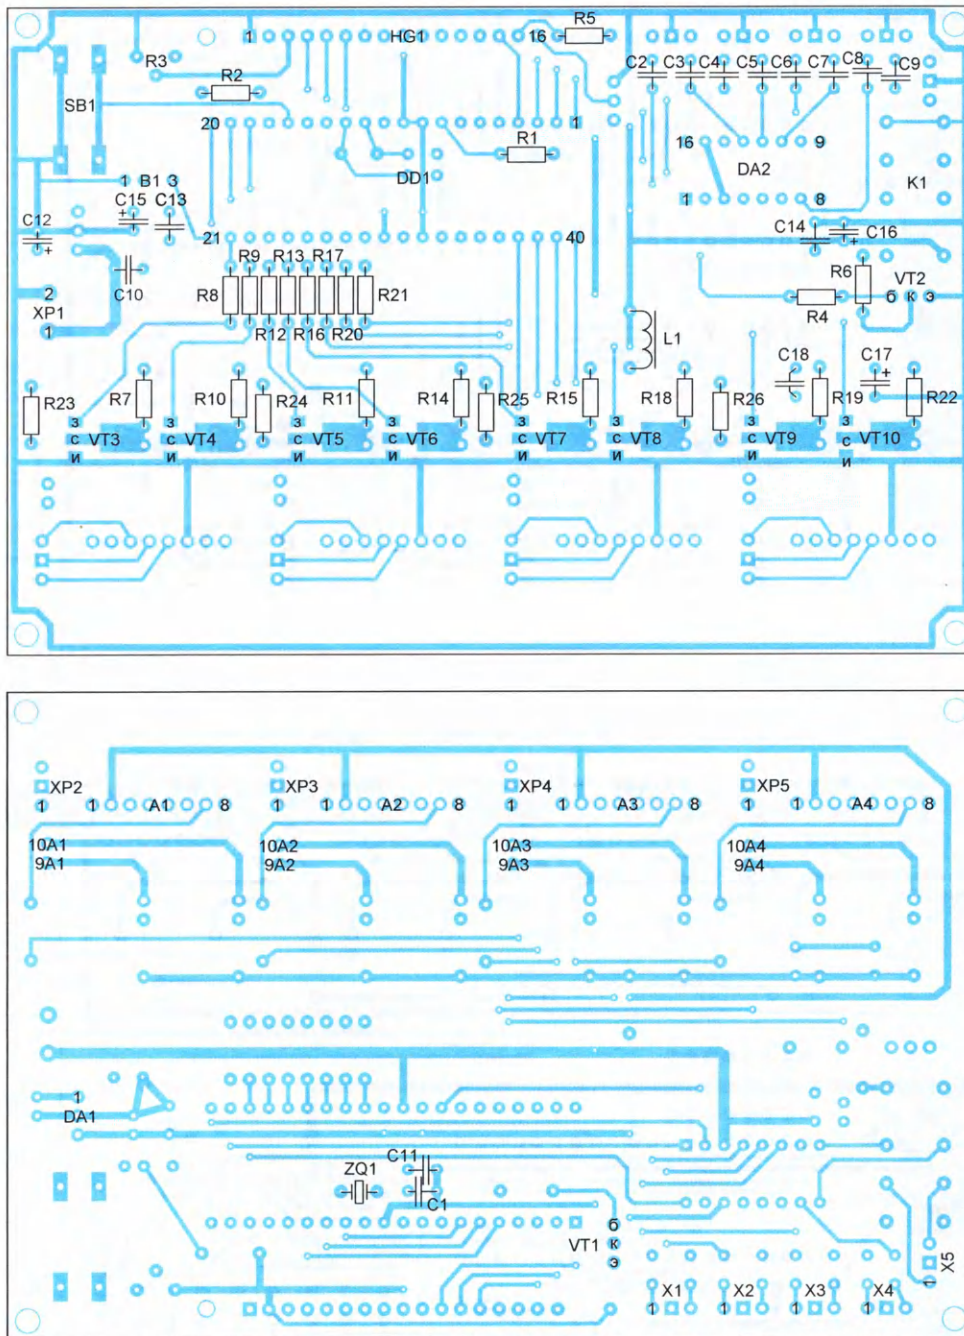 1 HG1 16 R5
R3
R2
SB1
20 1
R1
DD1
C2 C3 C4 C5 C6 C7 C8 C9
16 9
DA2
1 8
K1
1 B1 3
C12 C15 C13
+ +
C10
2
XP1
1
21 40
R9 R13 R17
R8 R21
R12 R16 R20
C14 C16
+
R6 VT2
б к э
R4
L1
C18 C17
+
R23 R7 R10 R24 R11 R14 R25 R15 R18 R26 R19 R22
З З З З З З З З
С VT3 С VT4 С VT5 С VT6 С VT7 С VT8 С VT9 С VT10
И И И И И И И И
XP2 XP3 XP4 XP5
1 1 A1 8 1 1 A2 8 1 1 A3 8 1 1 A4 8
10A1 10A2 10A3 10A4
9A1 9A2 9A3 9A4
1
DA1
C11
ZQ1
C1
б
VT1 к
э
X5
1
X1 X2 X3 X4
1 1 1 1